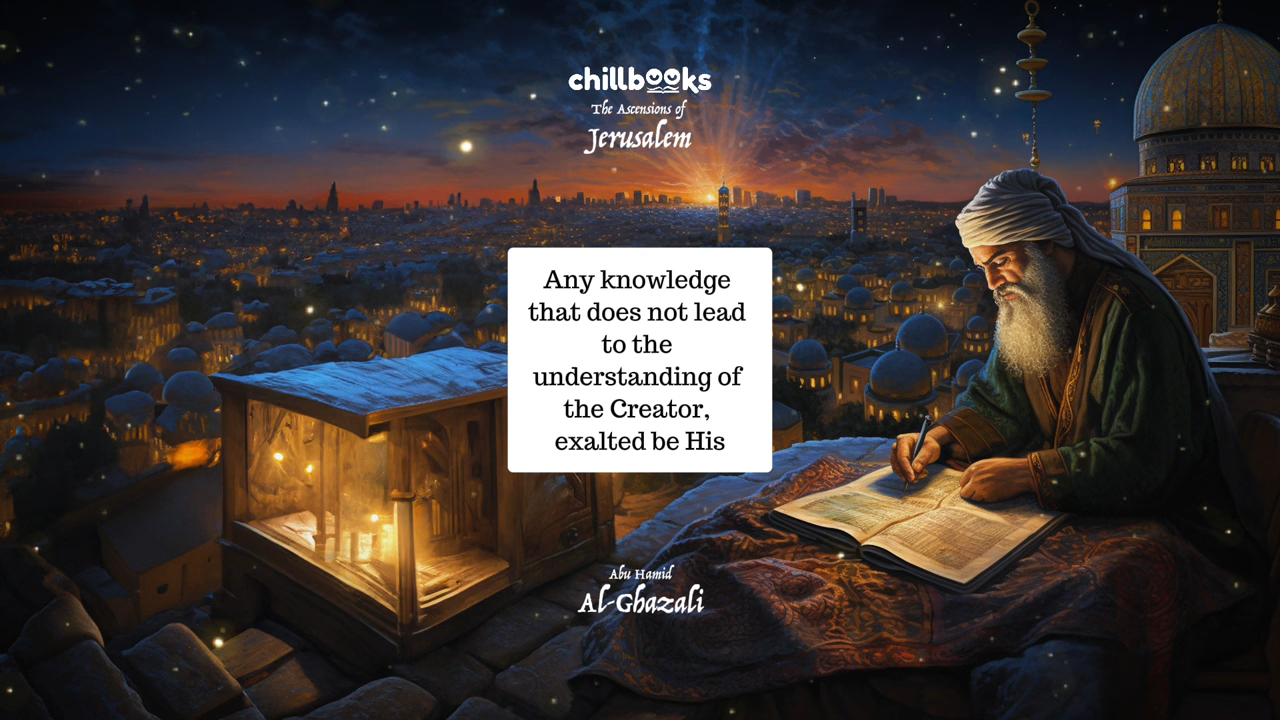 chillbooks
The Ascensions of
Jerusalem
Any knowledge
that does not lead
to the
understanding of
the Creator,
exalted be His
Abu Hamid
Al-Ghazali